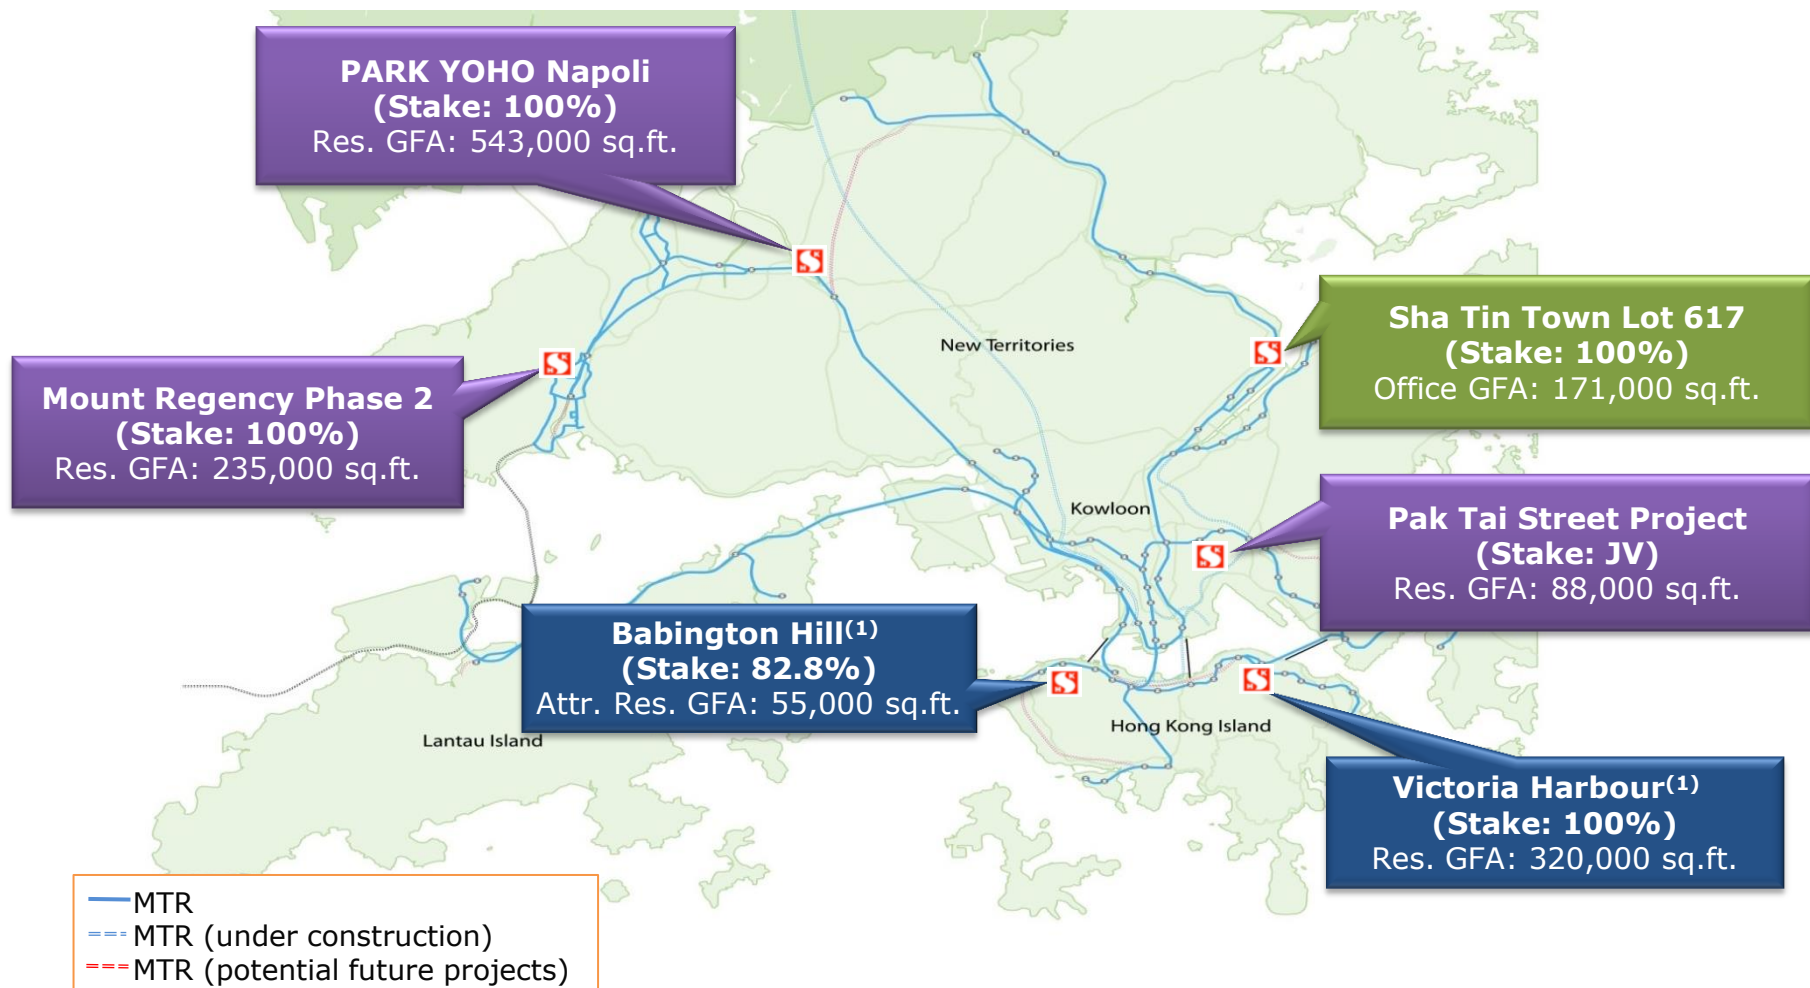 PARK YOHO Napoli
(Stake: 100%)
Res. GFA: 543,000 sq.ft.
Sha Tin Town Lot 617
(Stake: 100%)
Office GFA: 171,000 sq.ft.
New Territories
Mount Regency Phase 2
(Stake: 100%)
Res. GFA: 235,000 sq.ft.
Kowloon
Pak Tai Street Project
(Stake: JV)
Res. GFA: 88,000 sq.ft.
Babington Hill(1)
(Stake: 82.8%)
Attr. Res. GFA: 55,000 sq.ft.
Hong Kong Island
Lantau Island
Victoria Harbour(1)
(Stake: 100%)
Res. GFA: 320,000 sq.ft.
MTR
MTR (under construction)
MTR (potential future projects)